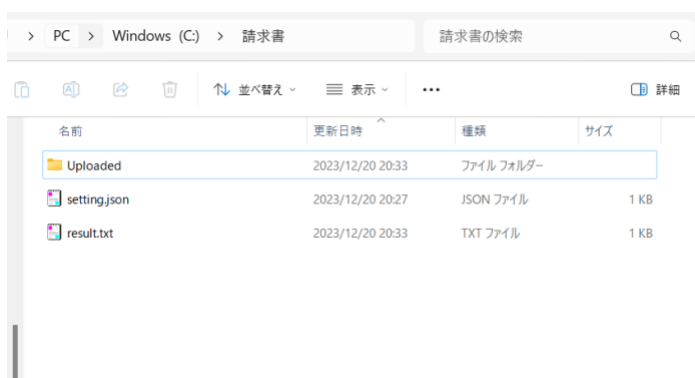 > PC > Windows (C:) > 請求書
請求書の検索
並べ替え 表示 ... 詳細
名前 更新日時 種類 サイズ
Uploaded 2023/12/20 20:33 ファイル フォルダー
setting.json 2023/12/20 20:27 JSON ファイル 1 KB
result.txt 2023/12/20 20:33 TXT ファイル 1 KB